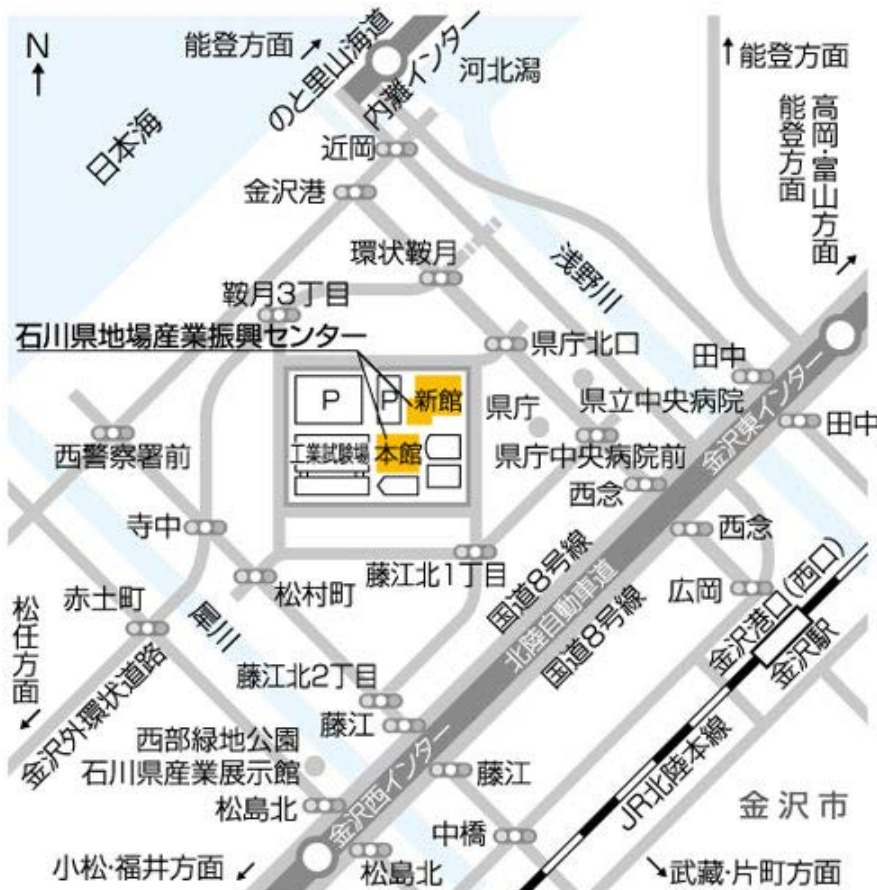 N
能登方面
のと里山海道
内灘インター
河北潟
能登方面
高岡・富山方面
能登方面
日本海
近岡
金沢港
環状鞍月
浅野川
鞍月3丁目
石川県地場産業振興センター
県庁北口
田中
P
P
新館
県庁
県立中央病院
金沢東インター
田中
西警察署前
工業試験場
本館
県庁中央病院前
西念
寺中
西念
藤江北1丁目
国道8号線
松村町
広岡
赤土町
犀川
北陸自動車道
国道8号線
金沢港口(西口)
金沢駅
松任方面
金沢外環状道路
藤江北2丁目
藤江
西部緑地公園
石川県産業展示館
藤江
JR北陸本線
松島北
金沢西インター
金沢市
中橋
小松・福井方面
松島北
武蔵・片町方面